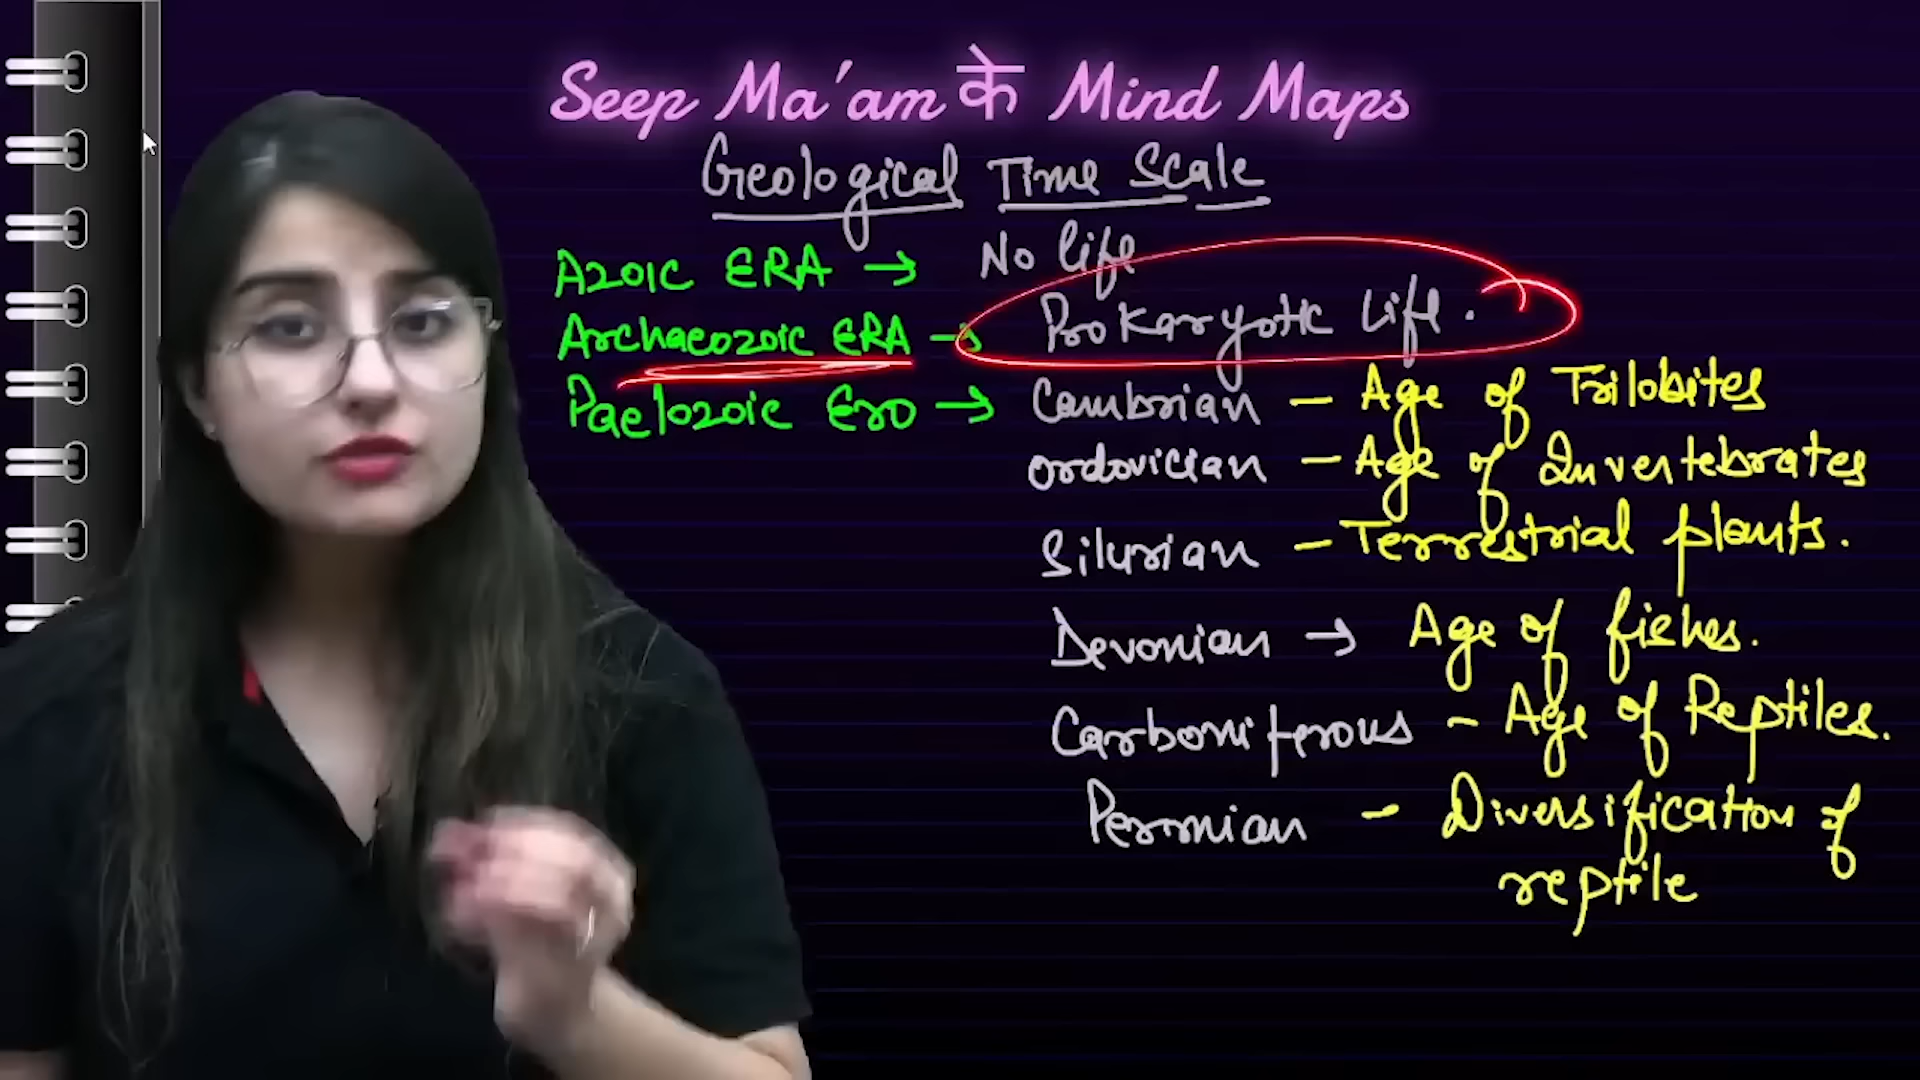 Seep Ma'am के Mind Maps
Geological Time Scale
Azoic ERA → No life
Archaeozoic ERA → Prokaryotic Life.
Paelozoic Era → Cambrian – Age of Trilobites
Ordovician – Age of Invertebrates
Silurian – Terrestrial plants.
Devonian → Age of fishes.
Carboniferous – Age of Reptiles.
Permian – Diversification of
reptile